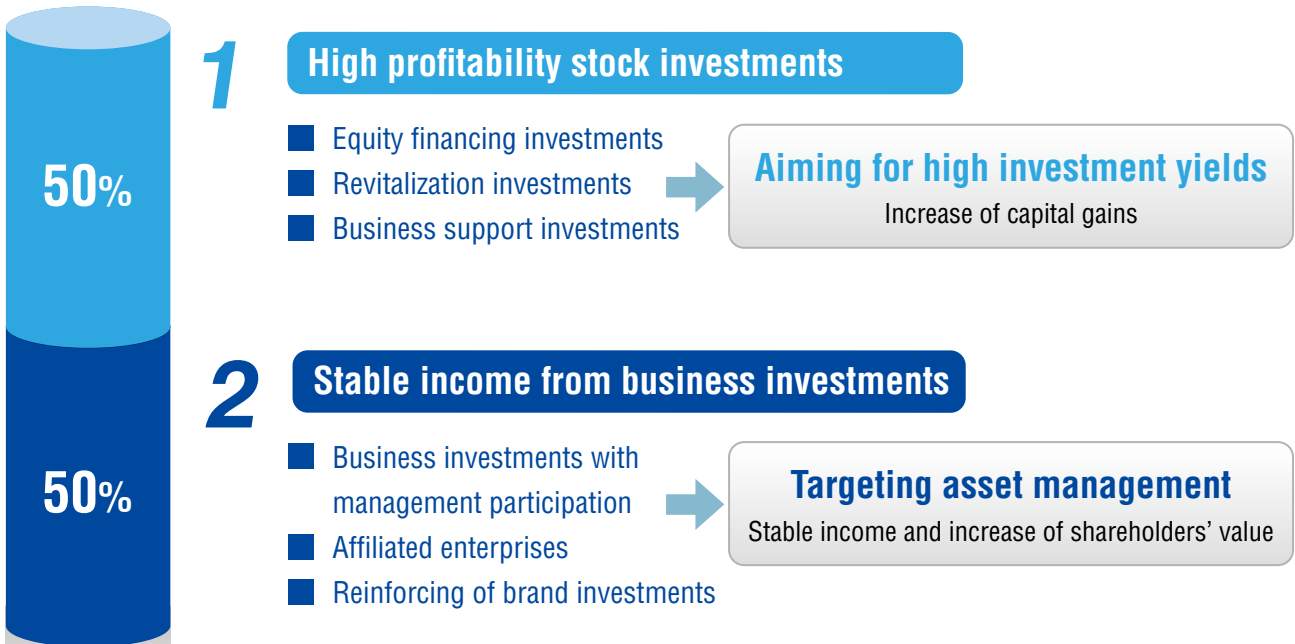 50%
1
High profitability stock investments
Equity financing investments
Revitalization investments
Business support investments
Aiming for high investment yields
Increase of capital gains
50%
2
Stable income from business investments
Business investments with
management participation
Affiliated enterprises
Reinforcing of brand investments
Targeting asset management
Stable income and increase of shareholders’ value